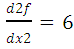 d2f/dx2 = 6